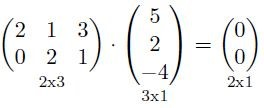 ( 2 1 3 ) · ( 5 ) = ( 0 )
( 0 2 1 ) ( 2 ) ( 0 )
( −4 )
2x3 3x1 2x1